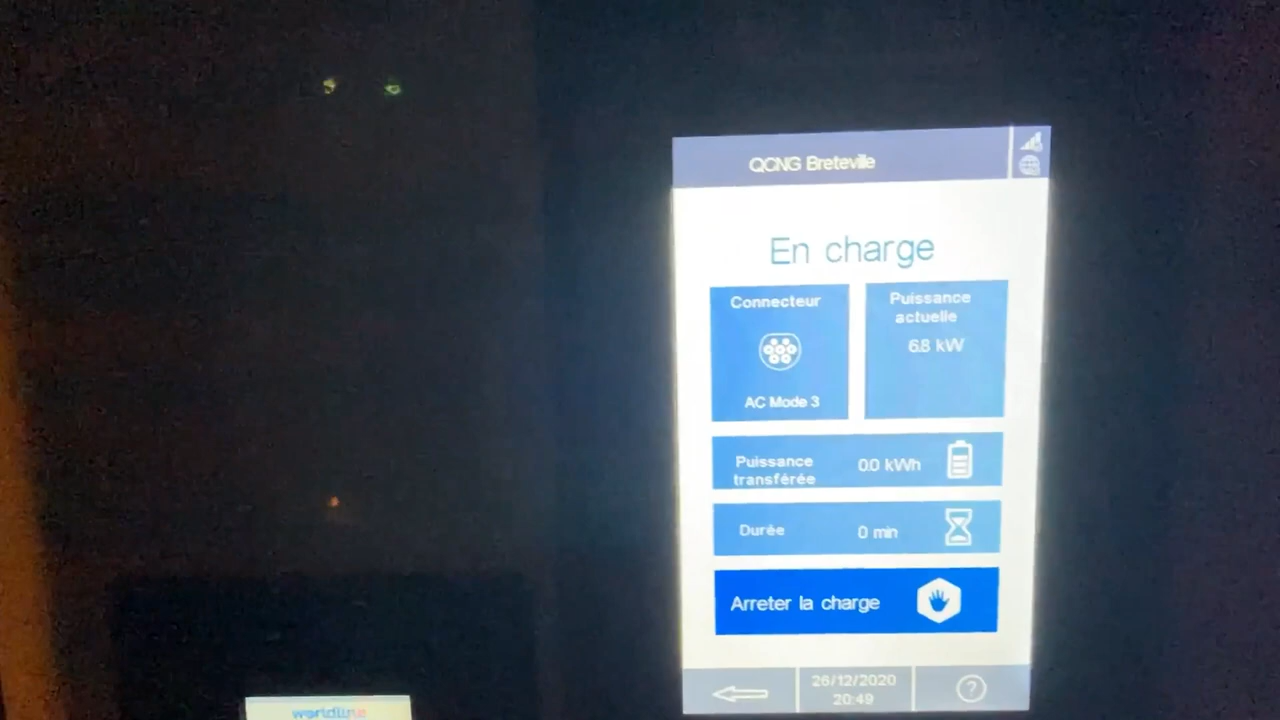 QCNG Breteville
En charge
Connecteur
AC Mode 3
Puissance
actuelle
6.8 kW
Puissance
transférée
0.0 kWh
Durée
0 min
Arreter la charge
26/12/2020
20:49
?
worldline